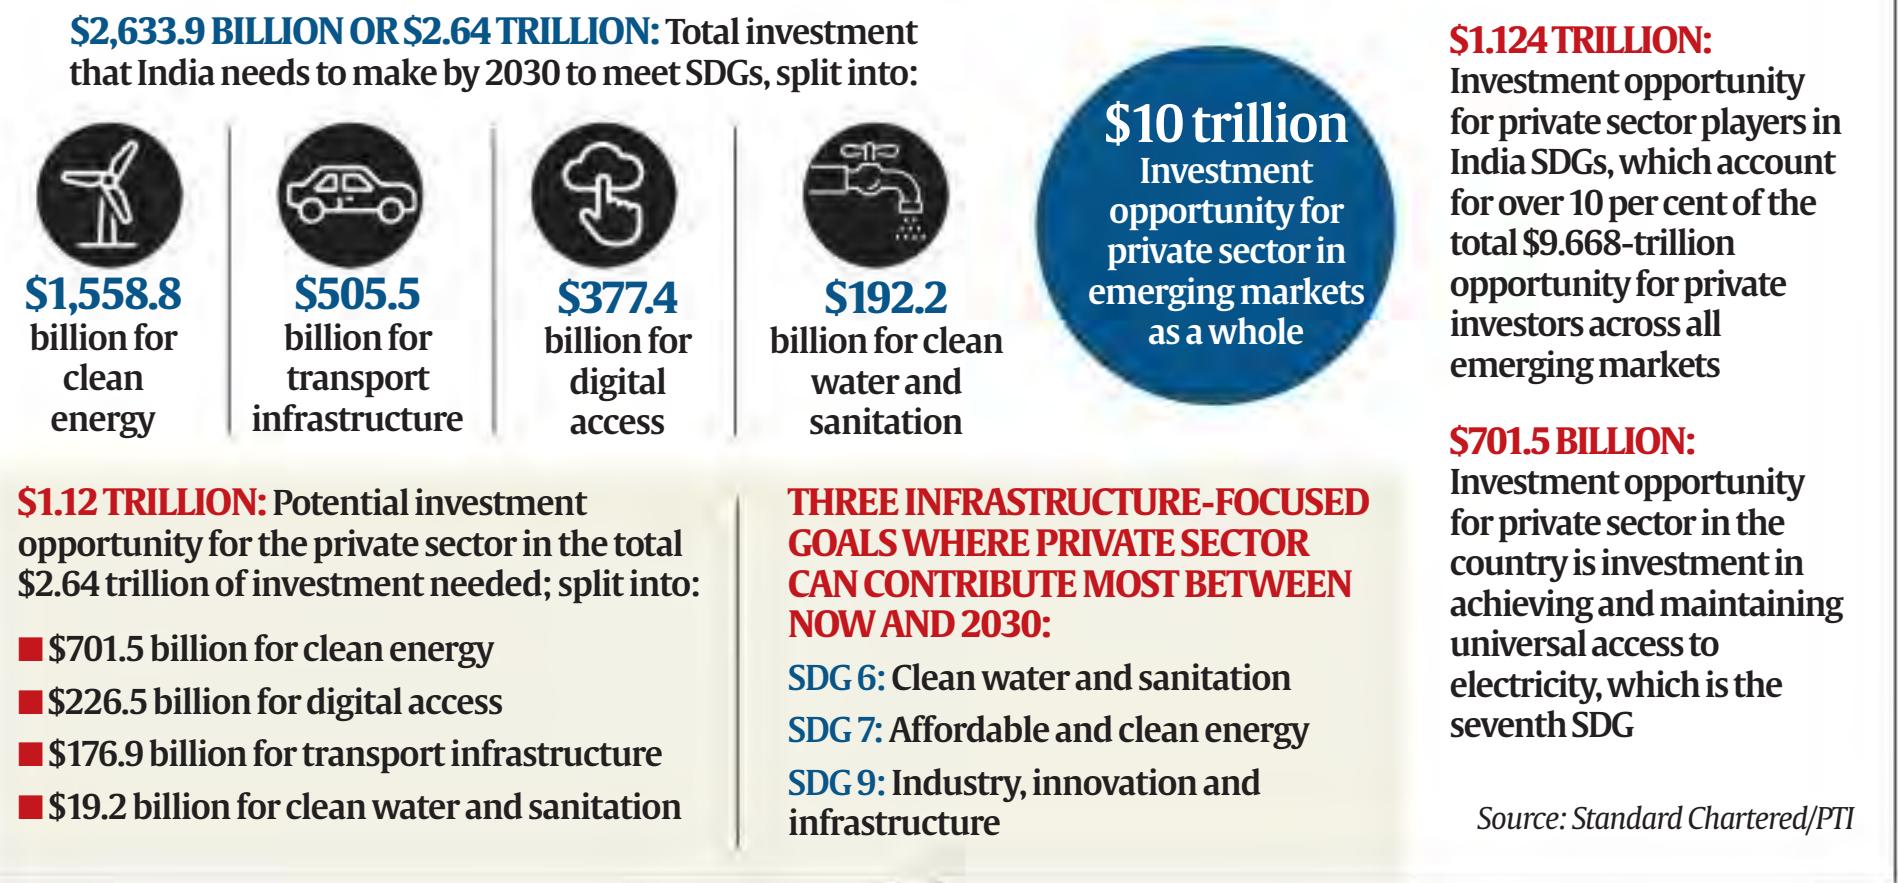 $2,633.9 BILLION OR $2.64 TRILLION: Total investment
that India needs to make by 2030 to meet SDGs, split into:
$1,558.8
billion for
clean
energy
$505.5
billion for
transport
infrastructure
$377.4
billion for
digital
access
$192.2
billion for clean
water and
sanitation
$10 trillion
Investment
opportunity for
private sector in
emerging markets
as a whole
$1.124 TRILLION:
Investment opportunity
for private sector players in
India SDGs, which account
for over 10 per cent of the
total $9.668-trillion
opportunity for private
investors across all
emerging markets
$701.5 BILLION:
Investment opportunity
for private sector in the
country is investment in
achieving and maintaining
universal access to
electricity, which is the
seventh SDG
$1.12 TRILLION: Potential investment
opportunity for the private sector in the total
$2.64 trillion of investment needed; split into:
$701.5 billion for clean energy
$226.5 billion for digital access
$176.9 billion for transport infrastructure
$19.2 billion for clean water and sanitation
THREE INFRASTRUCTURE-FOCUSED
GOALS WHERE PRIVATE SECTOR
CAN CONTRIBUTE MOST BETWEEN
NOW AND 2030:
SDG 6: Clean water and sanitation
SDG 7: Affordable and clean energy
SDG 9: Industry, innovation and
infrastructure
Source: Standard Chartered/PTI